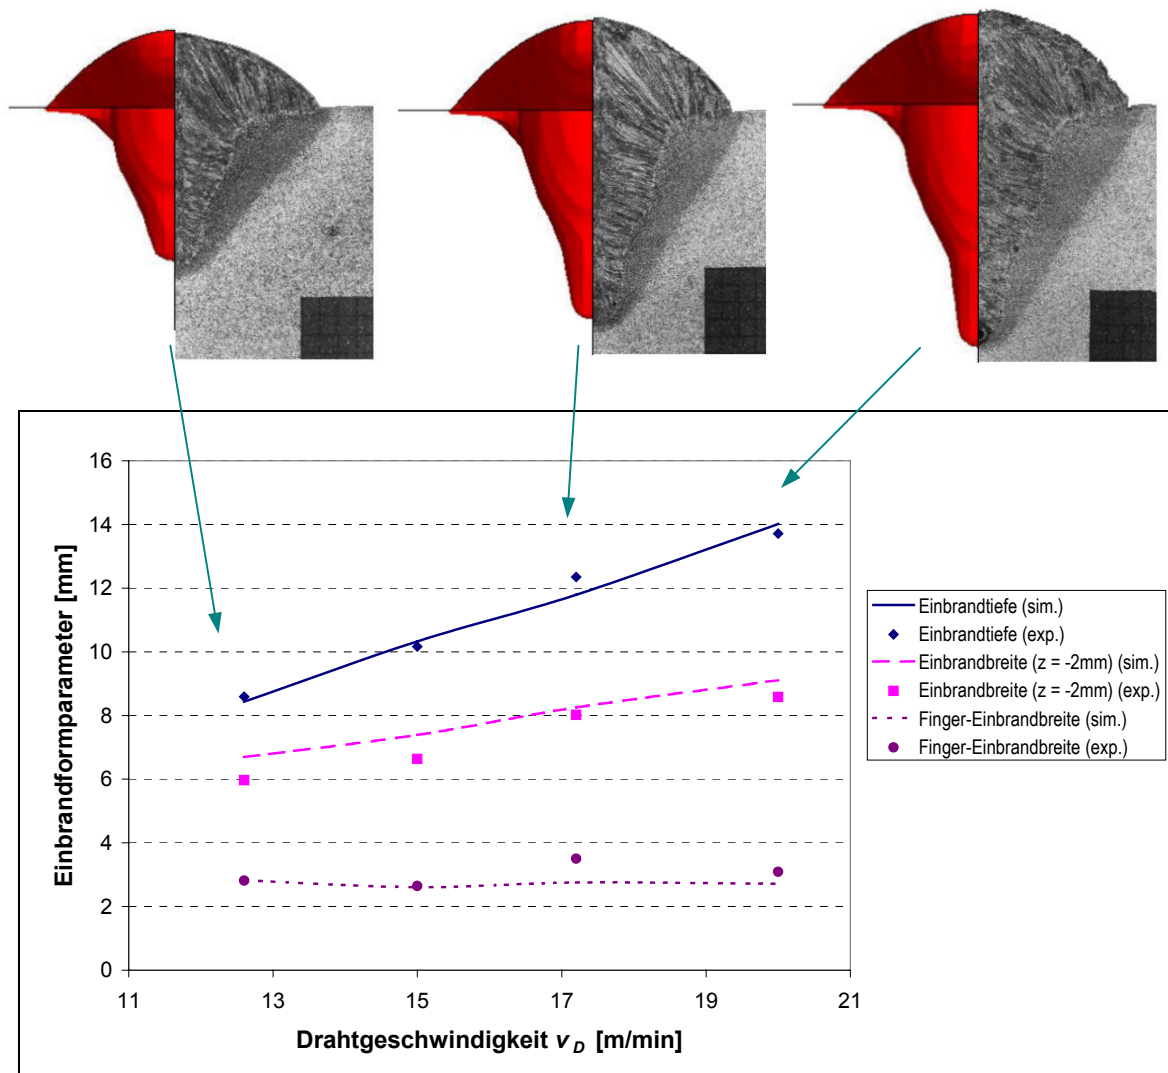 16
14
12
10
8
6
4
2
0
Einbrandformparameter [mm]
11 13 15 17 19 21
Drahtgeschwindigkeit v D [m/min]
Einbrandtiefe (sim.)
Einbrandtiefe (exp.)
Einbrandbreite (z = -2mm) (sim.)
Einbrandbreite (z = -2mm) (exp.)
Finger-Einbrandbreite (sim.)
Finger-Einbrandbreite (exp.)